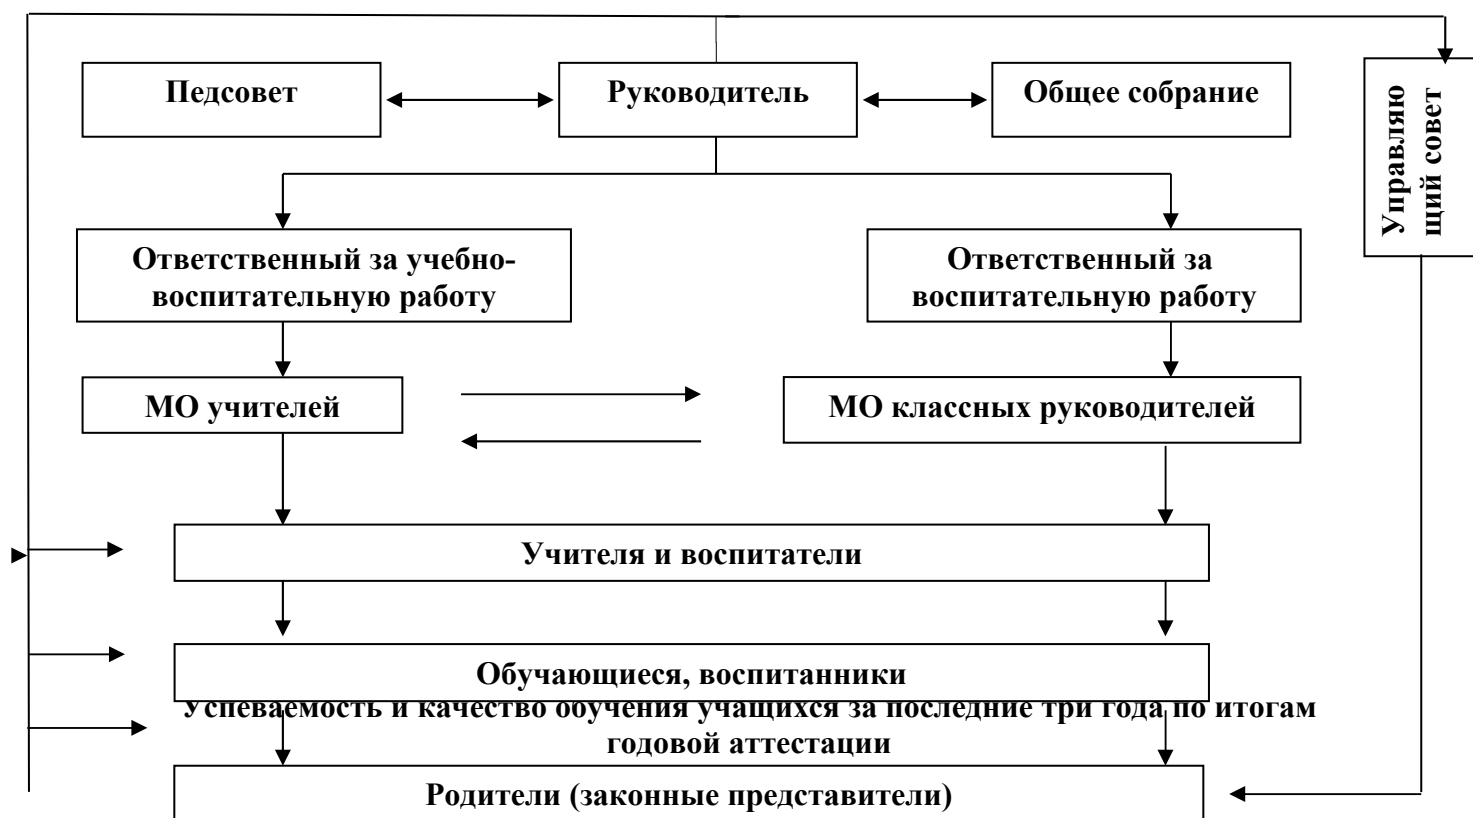 Педсовет
Руководитель
Общее собрание
Управляю
щий совет
Ответственный за учебно-
воспитательную работу
Ответственный за
воспитательную работу
МО учителей
МО классных руководителей
Учителя и воспитатели
Обучающиеся, воспитанники
Успеваемость и качество обучения учащихся за последние три года по итогам
годовой аттестации
Родители (законные представители)